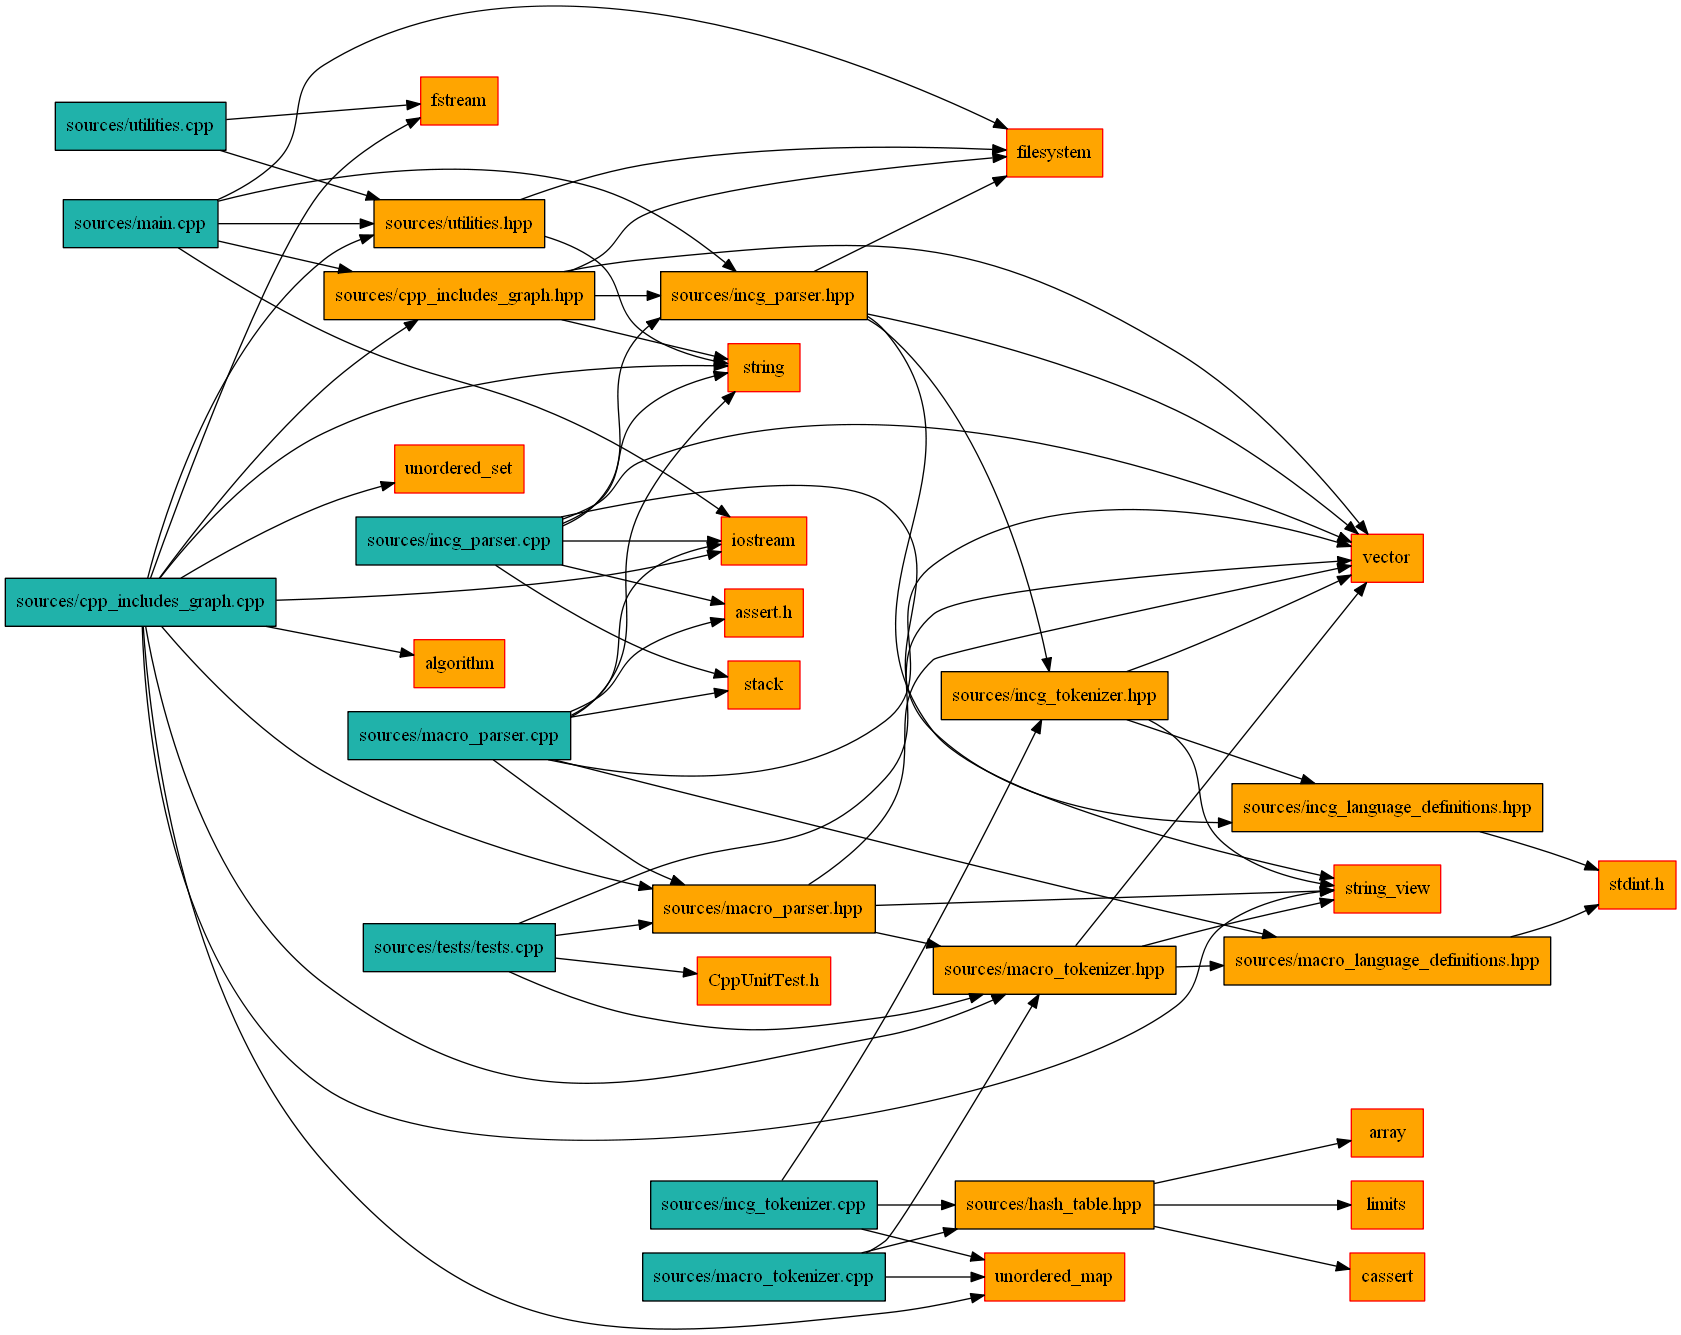 fstream
sources/utilities.cpp
filesystem
sources/main.cpp
sources/utilities.hpp
sources/cpp_includes_graph.hpp
sources/incg_parser.hpp
string
unordered_set
sources/incg_parser.cpp
iostream
vector
sources/cpp_includes_graph.cpp
assert.h
algorithm
stack
sources/incg_tokenizer.hpp
sources/macro_parser.cpp
sources/incg_language_definitions.hpp
stdint.h
string_view
sources/macro_parser.hpp
sources/tests/tests.cpp
sources/macro_language_definitions.hpp
sources/macro_tokenizer.hpp
CppUnitTest.h
array
sources/incg_tokenizer.cpp
sources/hash_table.hpp
limits
sources/macro_tokenizer.cpp
unordered_map
cassert